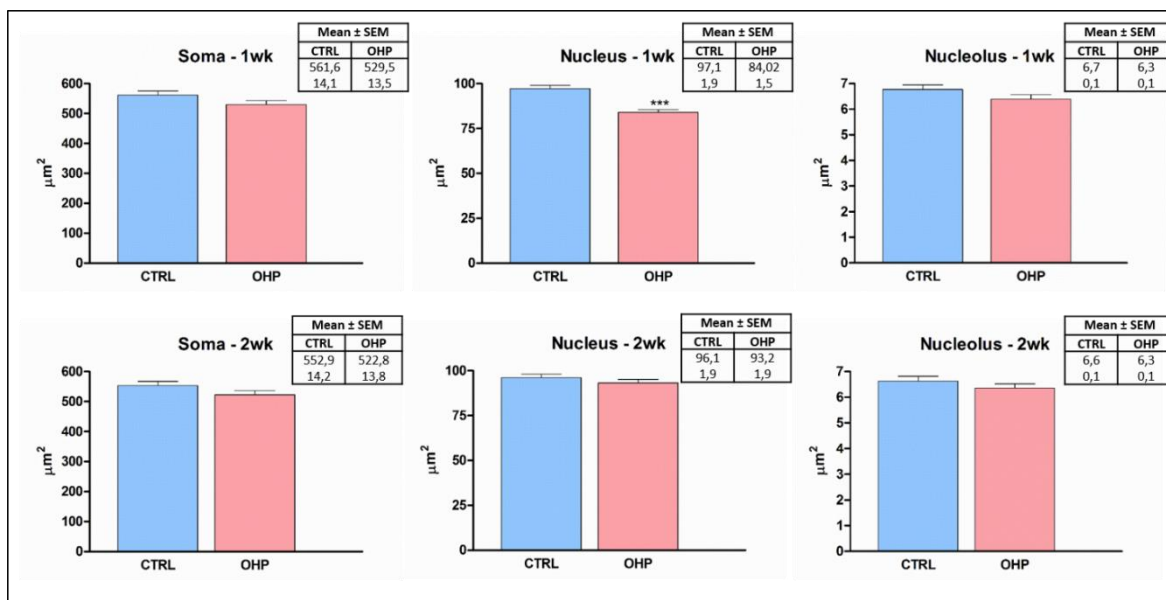 Soma - 1wk
Mean ± SEM
CTRL OHP
561,6 529,5
14,1 13,5
600
500
400
300
200
100
0
μm²
CTRL OHP
Nucleus - 1wk
Mean ± SEM
CTRL OHP
97,1 84,02
1,9 1,5
100
75
50
25
0
μm²
***
CTRL OHP
Nucleolus - 1wk
Mean ± SEM
CTRL OHP
6,7 6,3
0,1 0,1
7
6
5
4
3
2
1
0
μm²
CTRL OHP
Soma - 2wk
Mean ± SEM
CTRL OHP
552,9 522,8
14,2 13,8
600
500
400
300
200
100
0
μm²
CTRL OHP
Nucleus - 2wk
Mean ± SEM
CTRL OHP
96,1 93,2
1,9 1,9
100
75
50
25
0
μm²
CTRL OHP
Nucleolus - 2wk
Mean ± SEM
CTRL OHP
6,6 6,3
0,1 0,1
7
6
5
4
3
2
1
0
μm²
CTRL OHP